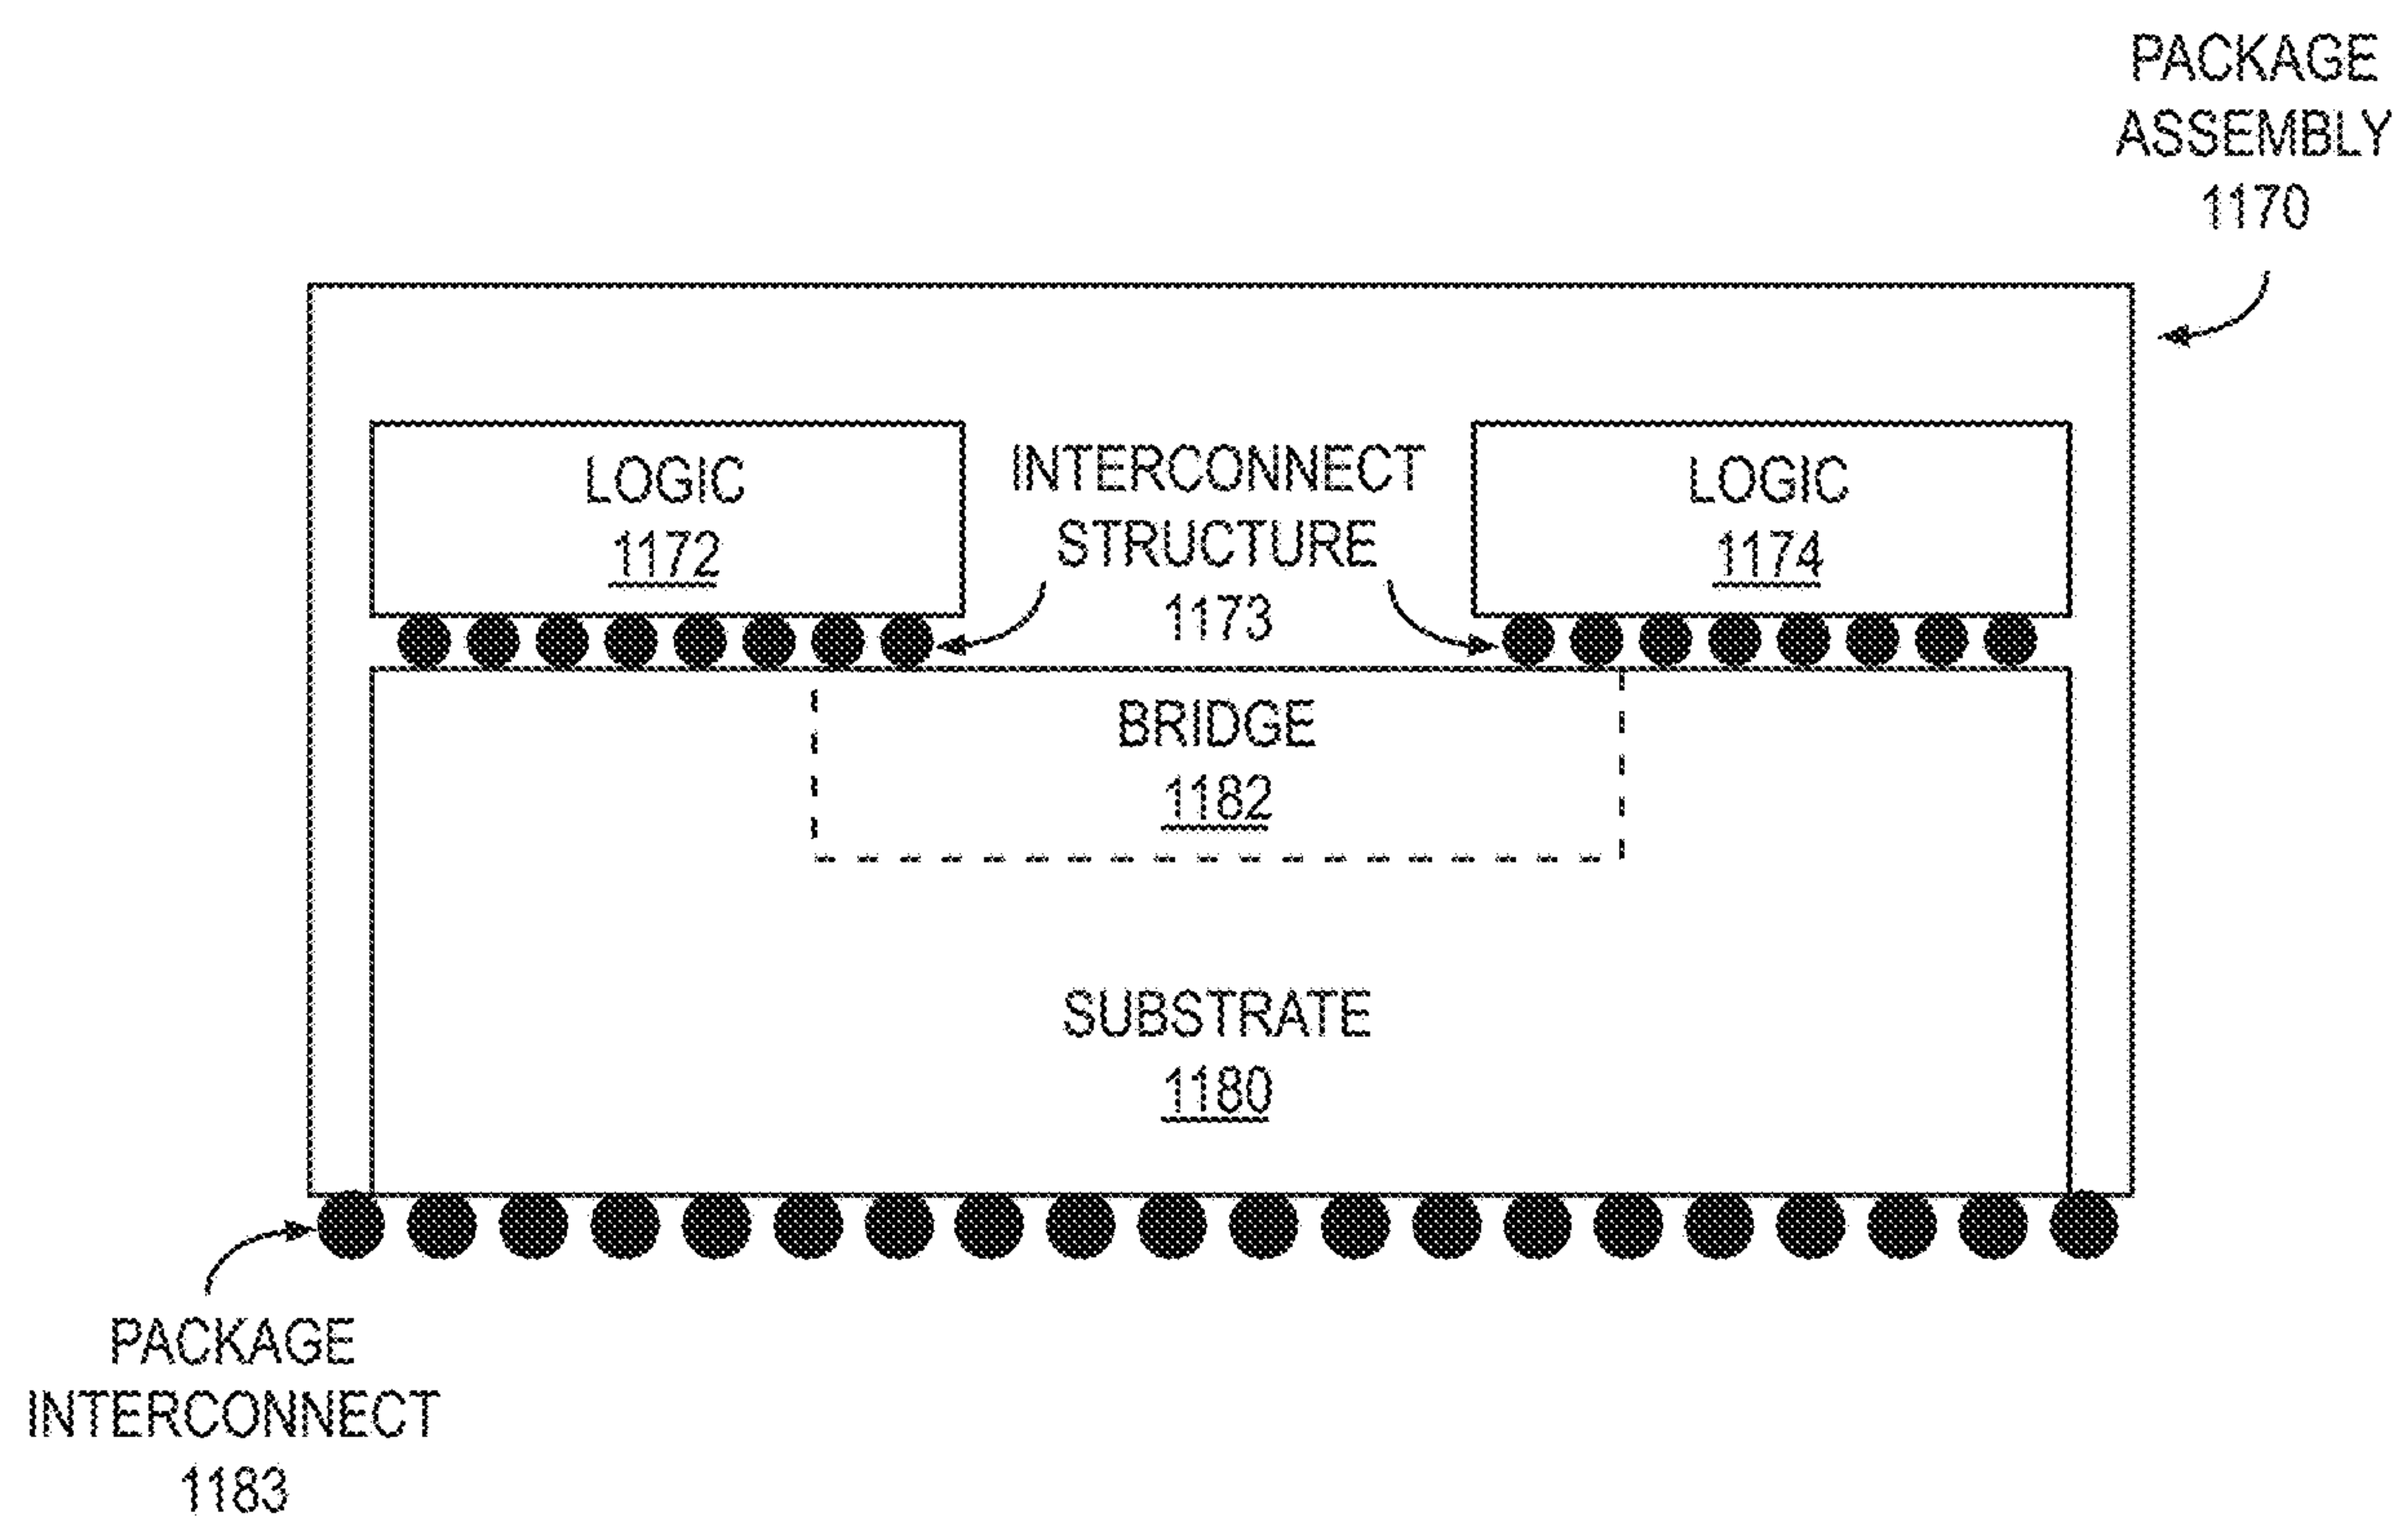 PACKAGE
ASSEMBLY
1170
LOGIC
1172
INTERCONNECT
STRUCTURE
1173
LOGIC
1174
BRIDGE
1182
SUBSTRATE
1180
PACKAGE
INTERCONNECT
1183